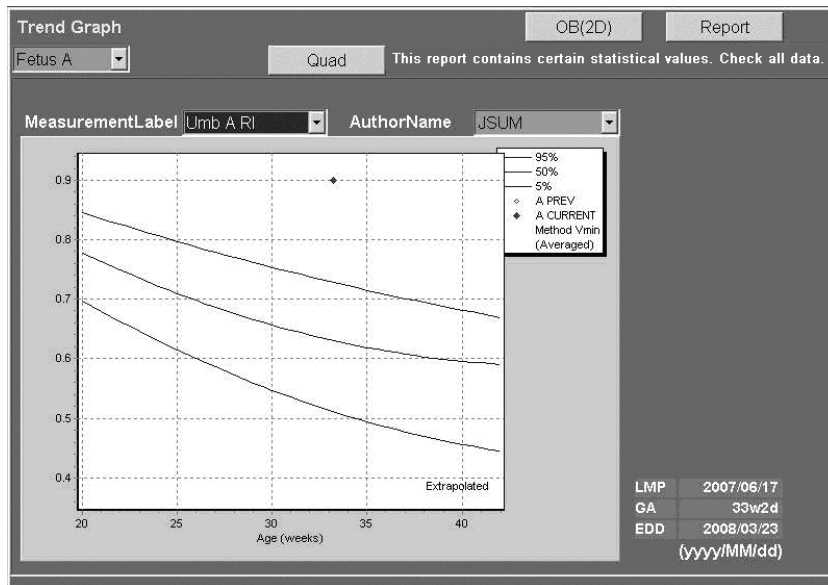 Trend Graph
OB(2D)
Report
Fetus A
Quad
This report contains certain statistical values. Check all data.
MeasurementLabel
Umb A RI
AuthorName
JSUM
95%
50%
5%
A PREV
A CURRENT
Method Vmin
(Averaged)
0.9
0.8
0.7
0.6
0.5
0.4
Extrapolated
20
25
30
35
40
Age (weeks)
LMP 2007/06/17
GA 33w2d
EDD 2008/03/23
(yyyy/MM/dd)